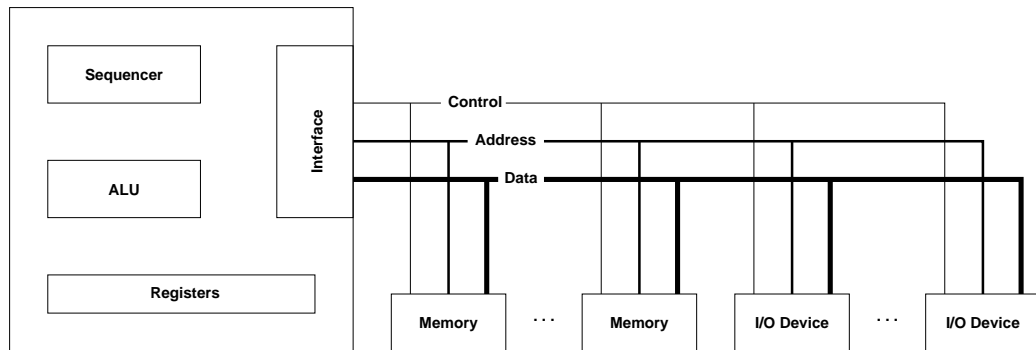 Sequencer
Interface
Control
Address
ALU
Data
Registers
Memory
. . .
Memory
I/O Device
. . .
I/O Device